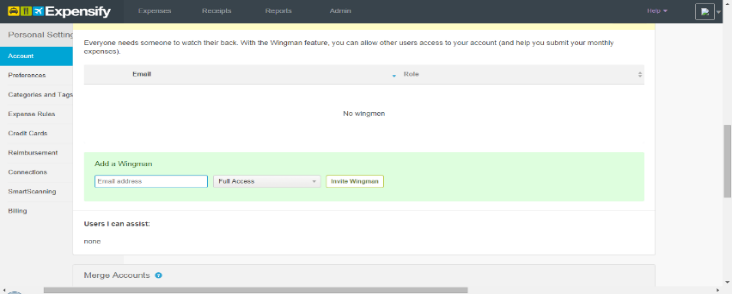 Expensify Expenses Receipts Reports Admin Help
Personal Setting
Account
Preferences
Categories and Tags
Expense Rules
Credit Cards
Reimbursement
Connections
SmartScanning
Billing
Everyone needs someone to watch their back. With the Wingman feature, you can allow other users access to your account (and help you submit your monthly
expenses).
Email Role
No wingmen
Add a Wingman
Email address Full Access Invite Wingman
Users I can assist:
none
Merge Accounts